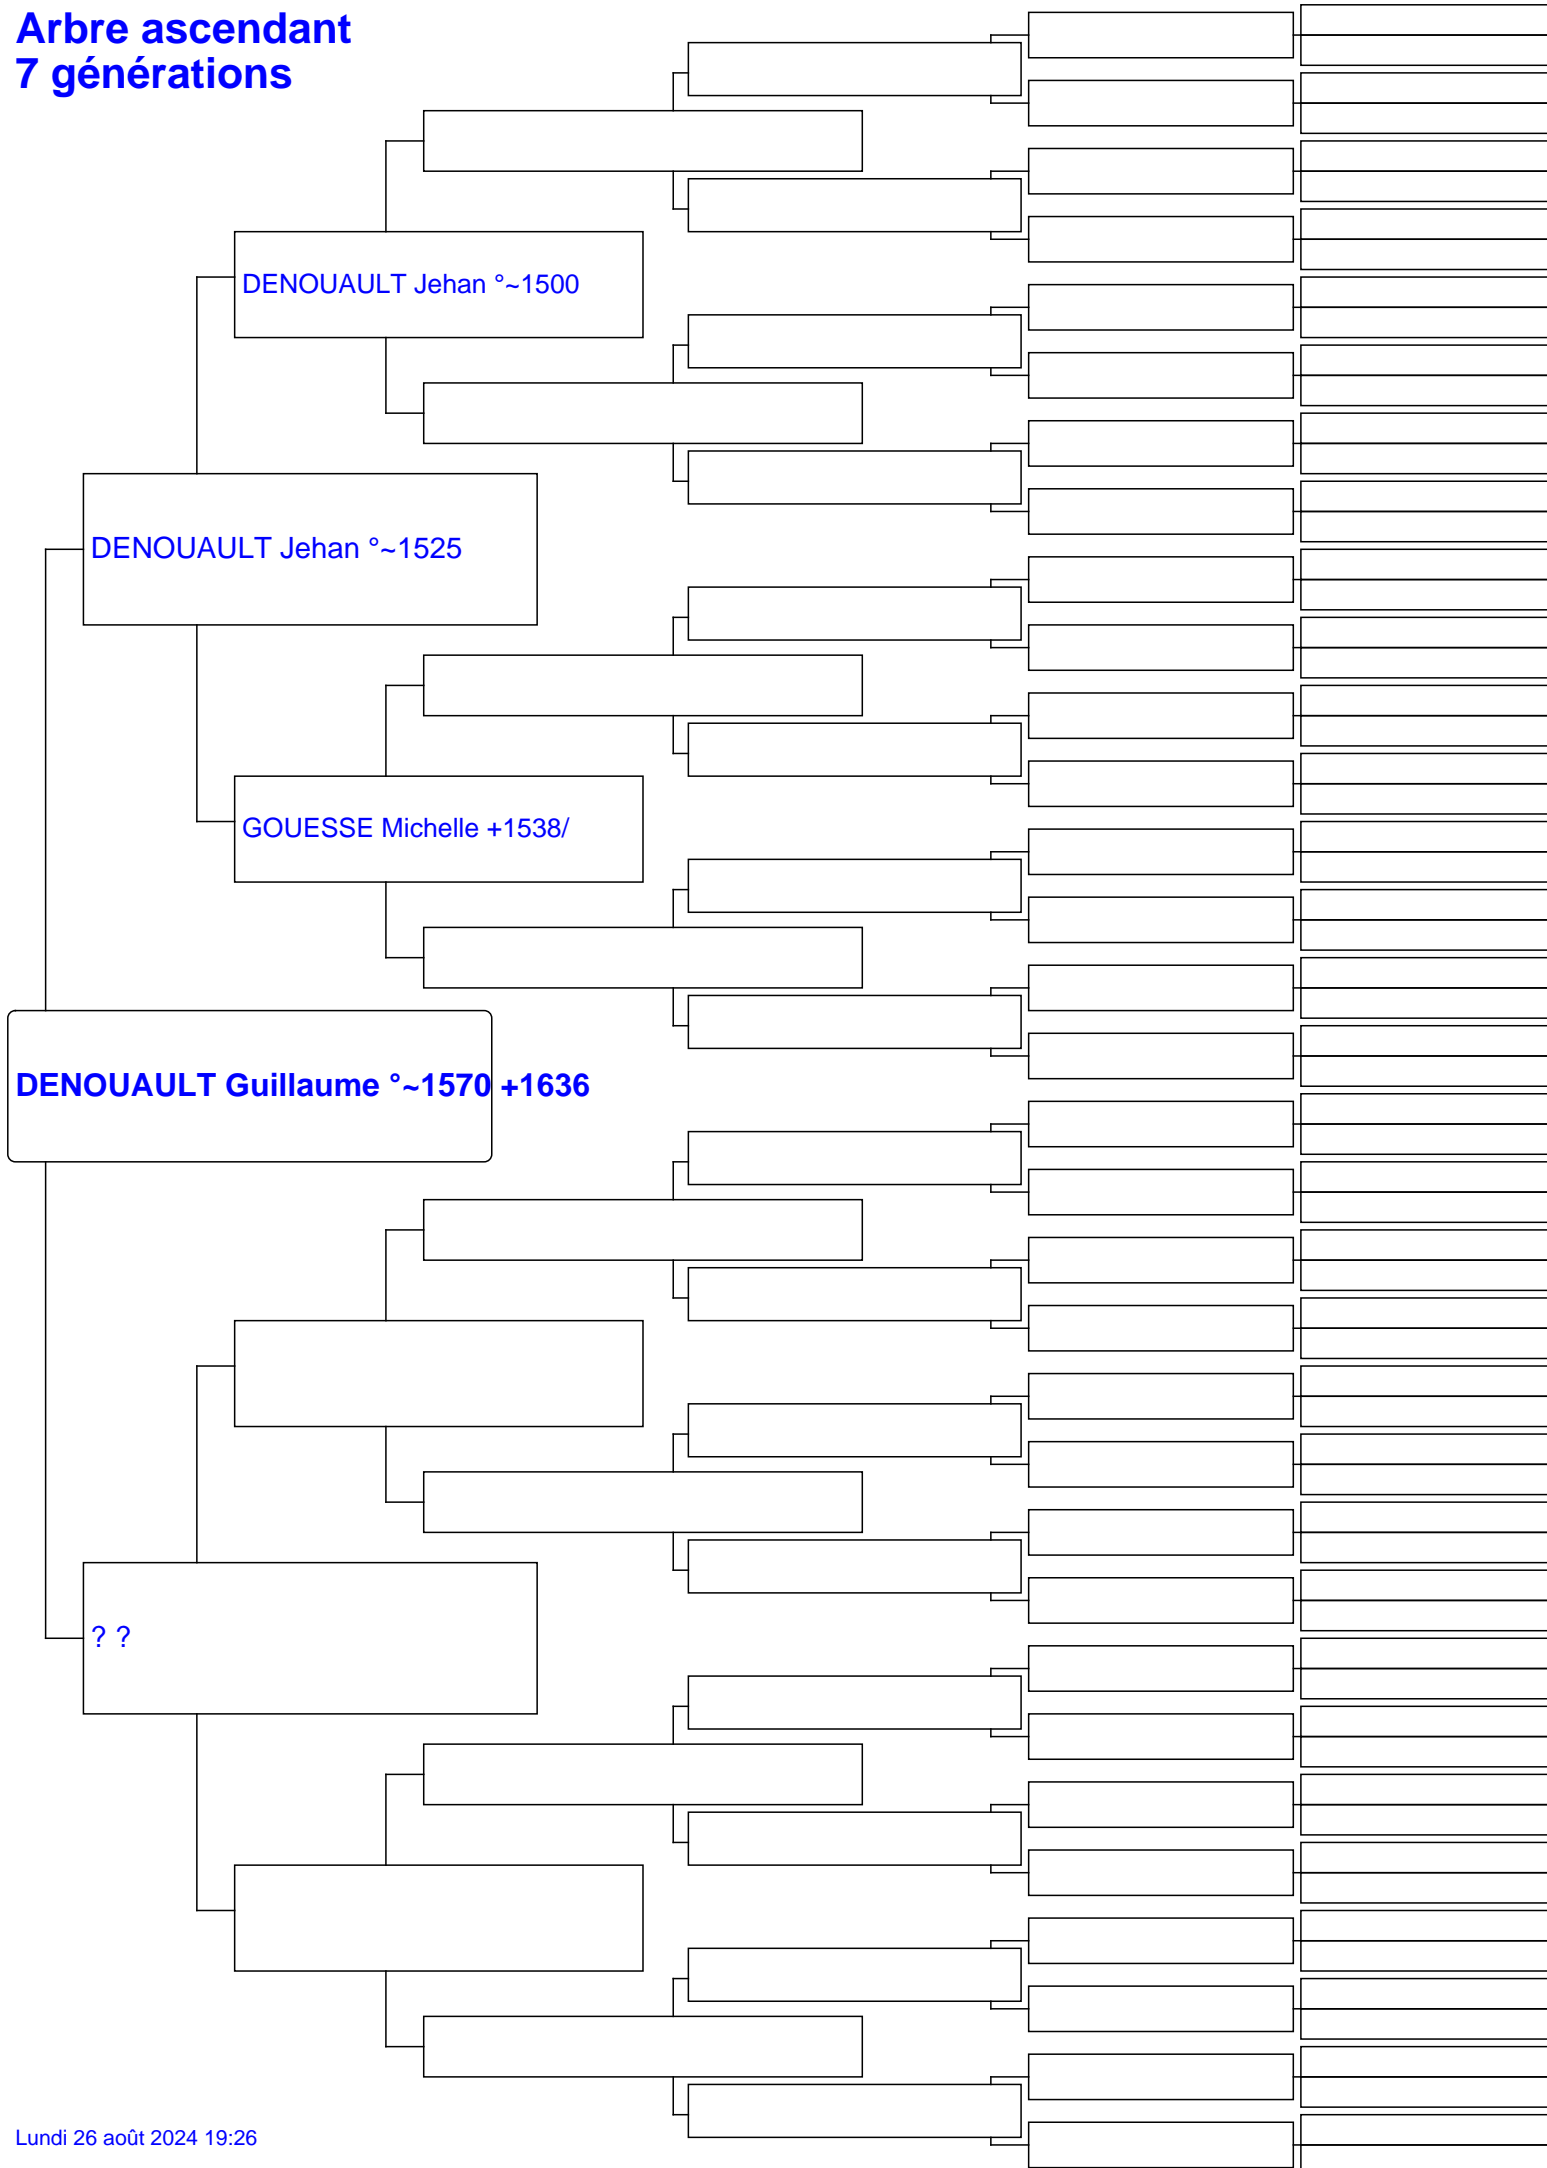 Arbre ascendant
7 générations
DENOUAULT Jehan °~1500
DENOUAULT Jehan °~1525
GOUESSE Michelle +1538/
DENOUAULT Guillaume °~1570 +1636
? ?
Lundi 26 août 2024 19:26